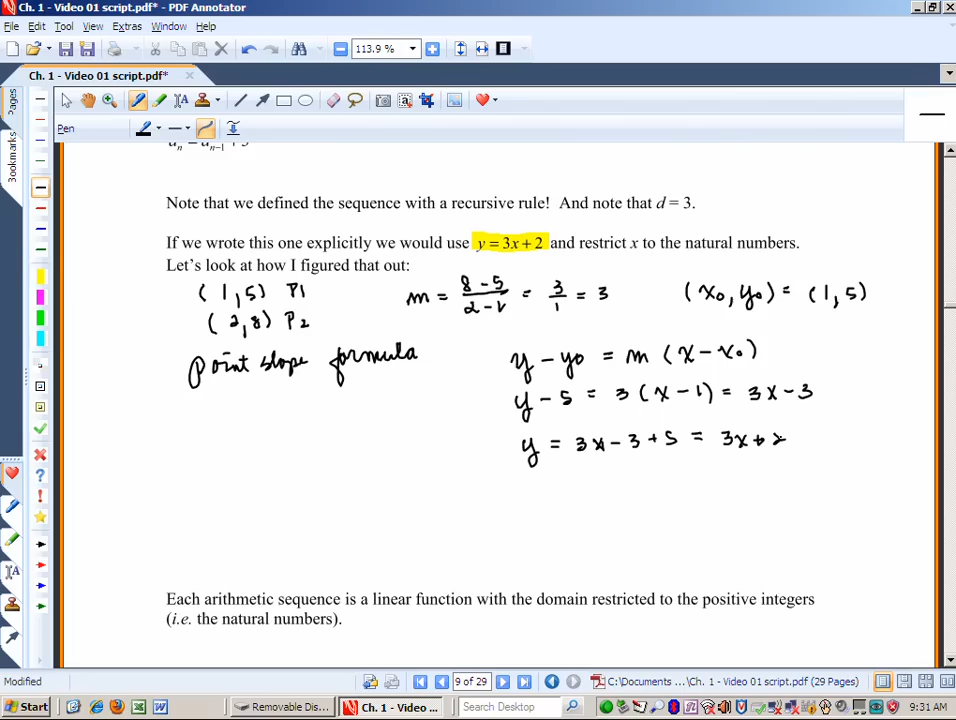 Ch. 1 - Video 01 script.pdf* - PDF Annotator
File Edit Tool View Extras Window Help
113.9 %
Ch. 1 - Video 01 script.pdf*
Pages
Bookmarks
Pen
Note that we defined the sequence with a recursive rule! And note that d = 3.
If we wrote this one explicitly we would use y = 3x + 2 and restrict x to the natural numbers.
Let's look at how I figured that out:
(1,5) P1
(2,8) P2
m = 8-5/2-1 = 3/1 = 3
(x0, y0) = (1,5)
Point slope formula
y - y0 = m (x - x0)
y - 5 = 3 (x - 1) = 3x - 3
y = 3x - 3 + 5 = 3x + 2
Each arithmetic sequence is a linear function with the domain restricted to the positive integers
(i.e. the natural numbers).
Modified
9 of 29
C:\Documents ...\Ch. 1 - Video 01 script.pdf (29 Pages)
Start
Removable Dis...
Ch. 1 - Video 01 ...
Search Desktop
9:31 AM